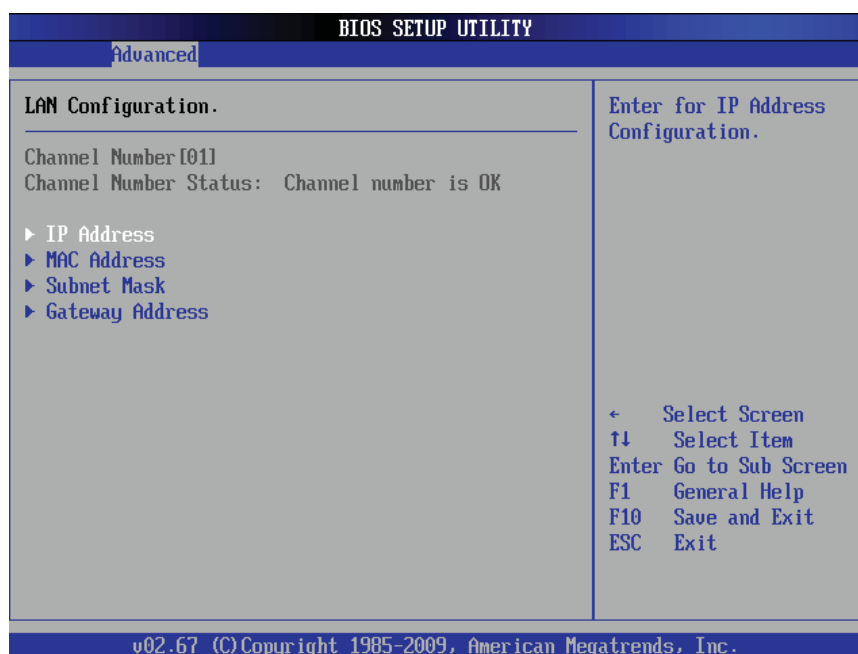 BIOS SETUP UTILITY
Advanced
LAN Configuration.
Channel Number[01]
Channel Number Status: Channel number is OK
▶ IP Address
▶ MAC Address
▶ Subnet Mask
▶ Gateway Address
Enter for IP Address
Configuration.
← Select Screen
↑↓ Select Item
Enter Go to Sub Screen
F1 General Help
F10 Save and Exit
ESC Exit
v02.67 (C)Copyright 1985-2009, American Megatrends, Inc.